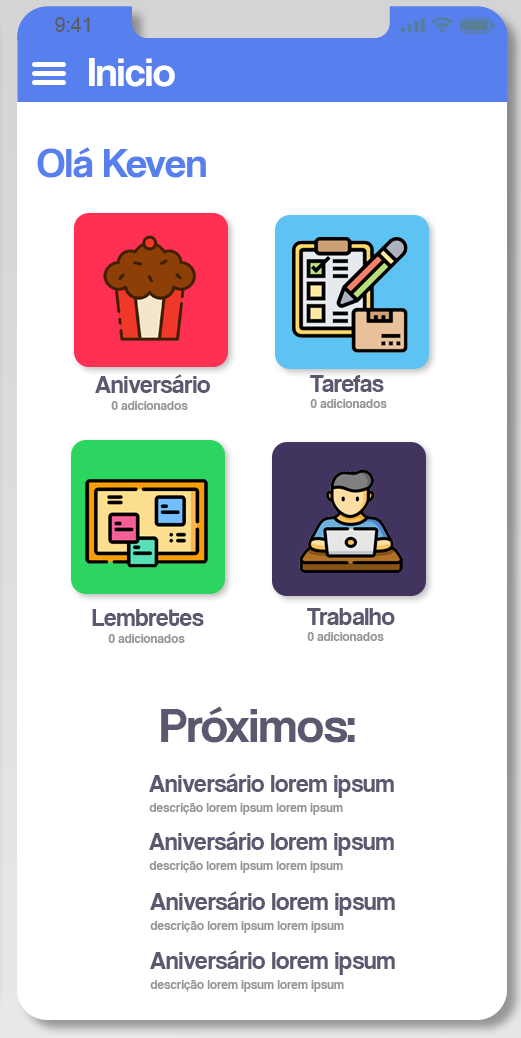 9:41
Inicio
Olá Keven
Aniversário
0 adicionados
Tarefas
0 adicionados
Lembretes
0 adicionados
Trabalho
0 adicionados
Próximos:
Aniversário lorem ipsum
descrição lorem ipsum lorem ipsum
Aniversário lorem ipsum
descrição lorem ipsum lorem ipsum
Aniversário lorem ipsum
descrição lorem ipsum lorem ipsum
Aniversário lorem ipsum
descrição lorem ipsum lorem ipsum